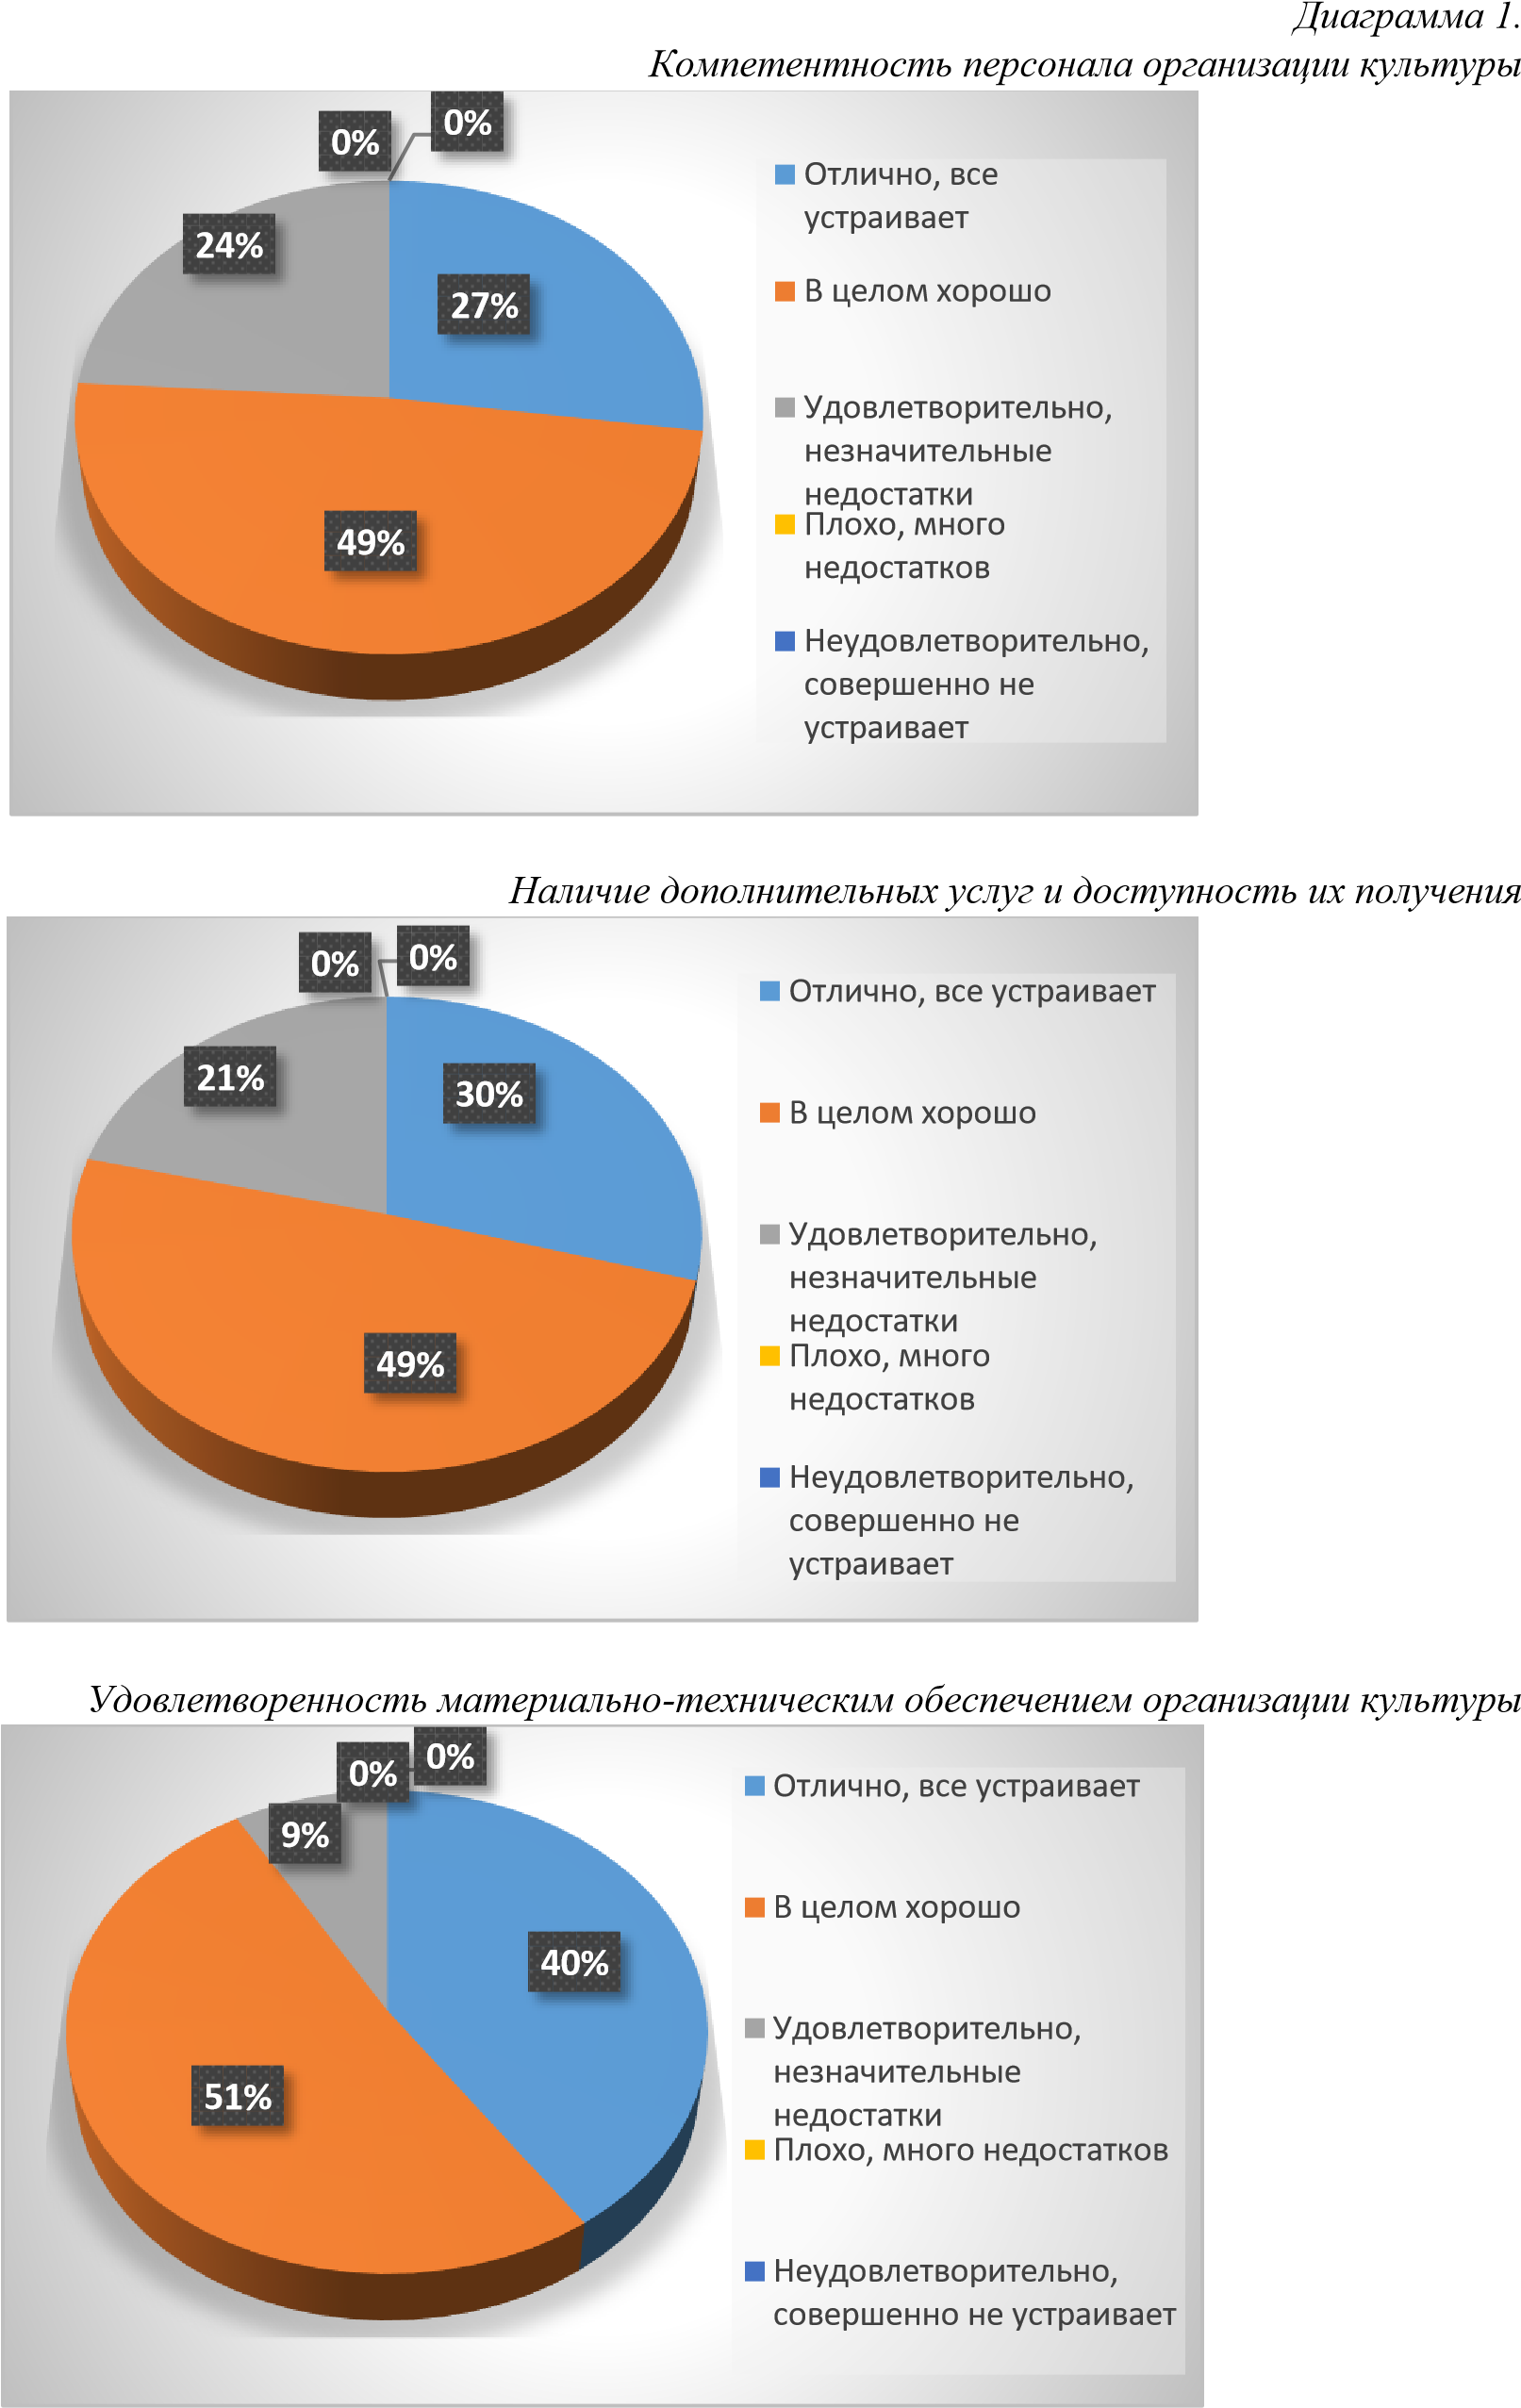 Диаграмма 1.
Компетентность персонала организации культуры
0%
0%
24%
27%
49%
Отлично, все
устраивает
В целом хорошо
Удовлетворительно,
незначительные
недостатки
Плохо, много
недостатков
Неудовлетворительно,
совершенно не
устраивает
Наличие дополнительных услуг и доступность их получения
0%
0%
21%
30%
49%
Отлично, все устраивает
В целом хорошо
Удовлетворительно,
незначительные
недостатки
Плохо, много
недостатков
Неудовлетворительно,
совершенно не
устраивает
Удовлетворенность материально-техническим обеспечением организации культуры
0%
0%
9%
40%
51%
Отлично, все устраивает
В целом хорошо
Удовлетворительно,
незначительные
недостатки
Плохо, много недостатков
Неудовлетворительно,
совершенно не устраивает